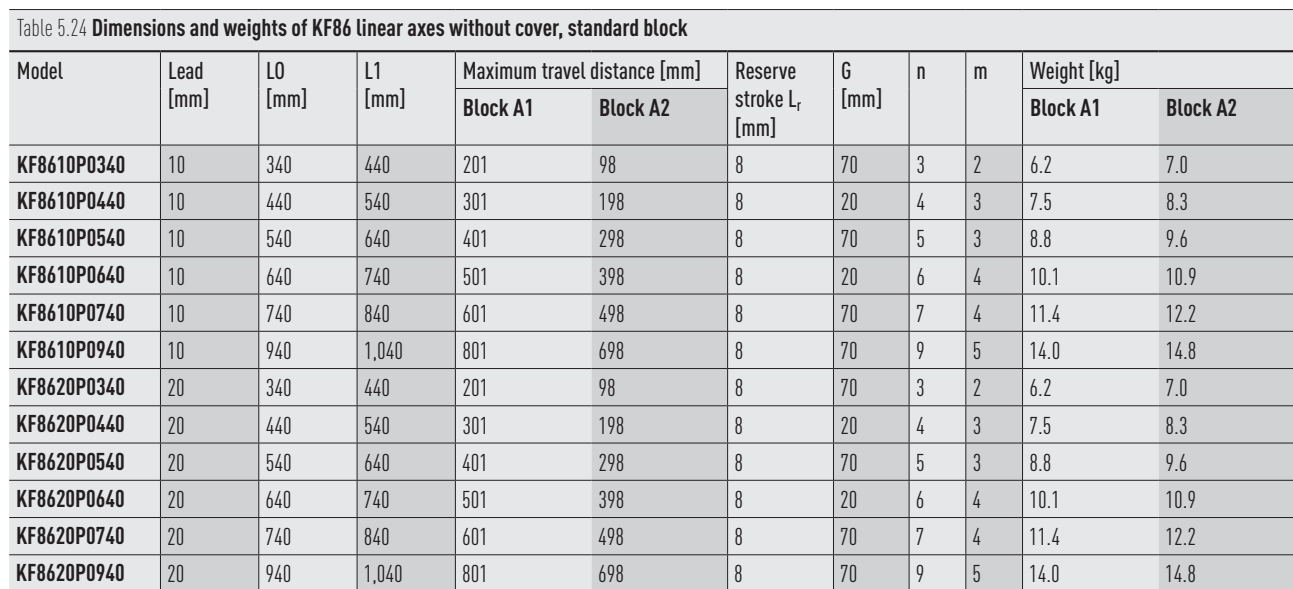 Table 5.24 Dimensions and weights of KF86 linear axes without cover, standard block
Model Lead [mm] L0 [mm] L1 [mm] Maximum travel distance [mm] Reserve stroke Lr [mm] G [mm] n m Weight [kg]
Block A1 Block A2 Block A1 Block A2
KF8610P0340 10 340 440 201 98 8 70 3 2 6.2 7.0
KF8610P0440 10 440 540 301 198 8 20 4 3 7.5 8.3
KF8610P0540 10 540 640 401 298 8 70 5 3 8.8 9.6
KF8610P0640 10 640 740 501 398 8 20 6 4 10.1 10.9
KF8610P0740 10 740 840 601 498 8 70 7 4 11.4 12.2
KF8610P0940 10 940 1,040 801 698 8 70 9 5 14.0 14.8
KF8620P0340 20 340 440 201 98 8 70 3 2 6.2 7.0
KF8620P0440 20 440 540 301 198 8 20 4 3 7.5 8.3
KF8620P0540 20 540 640 401 298 8 70 5 3 8.8 9.6
KF8620P0640 20 640 740 501 398 8 20 6 4 10.1 10.9
KF8620P0740 20 740 840 601 498 8 70 7 4 11.4 12.2
KF8620P0940 20 940 1,040 801 698 8 70 9 5 14.0 14.8